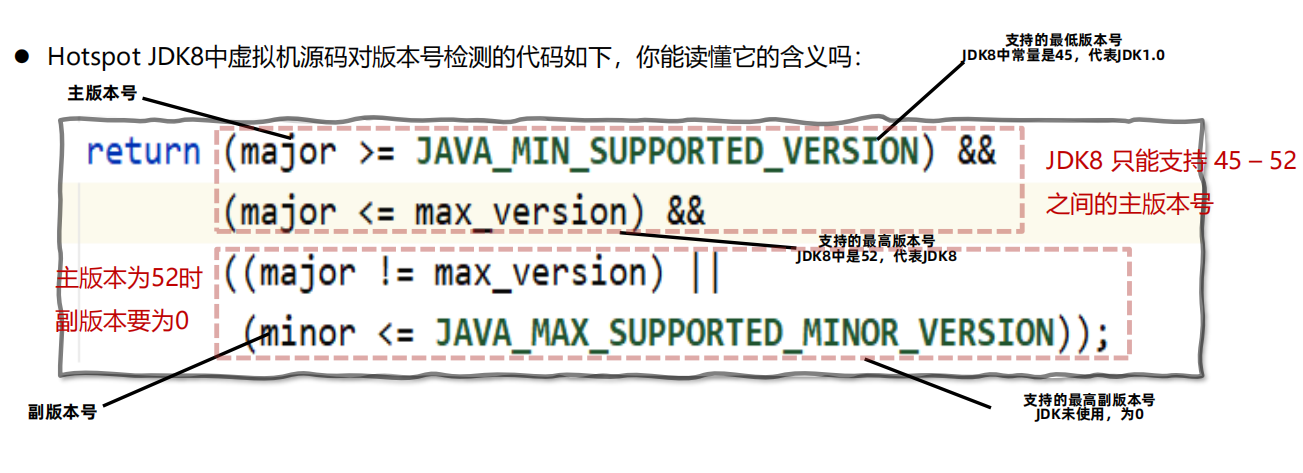 ● Hotspot JDK8中虚拟机源码对版本号检测的代码如下，你能读懂它的含义吗：
支持的最低版本号
JDK8中常量是45，代表JDK1.0
主版本号
return (major >= JAVA_MIN_SUPPORTED_VERSION) &&
(major <= max_version) &&
JDK8 只能支持 45 – 52
之间的主版本号
支持的最高版本号
JDK8中是52，代表JDK8
主版本为52时
副版本要为0
((major != max_version) ||
(minor <= JAVA_MAX_SUPPORTED_MINOR_VERSION));
副版本号
支持的最高副版本号
JDK未使用，为0